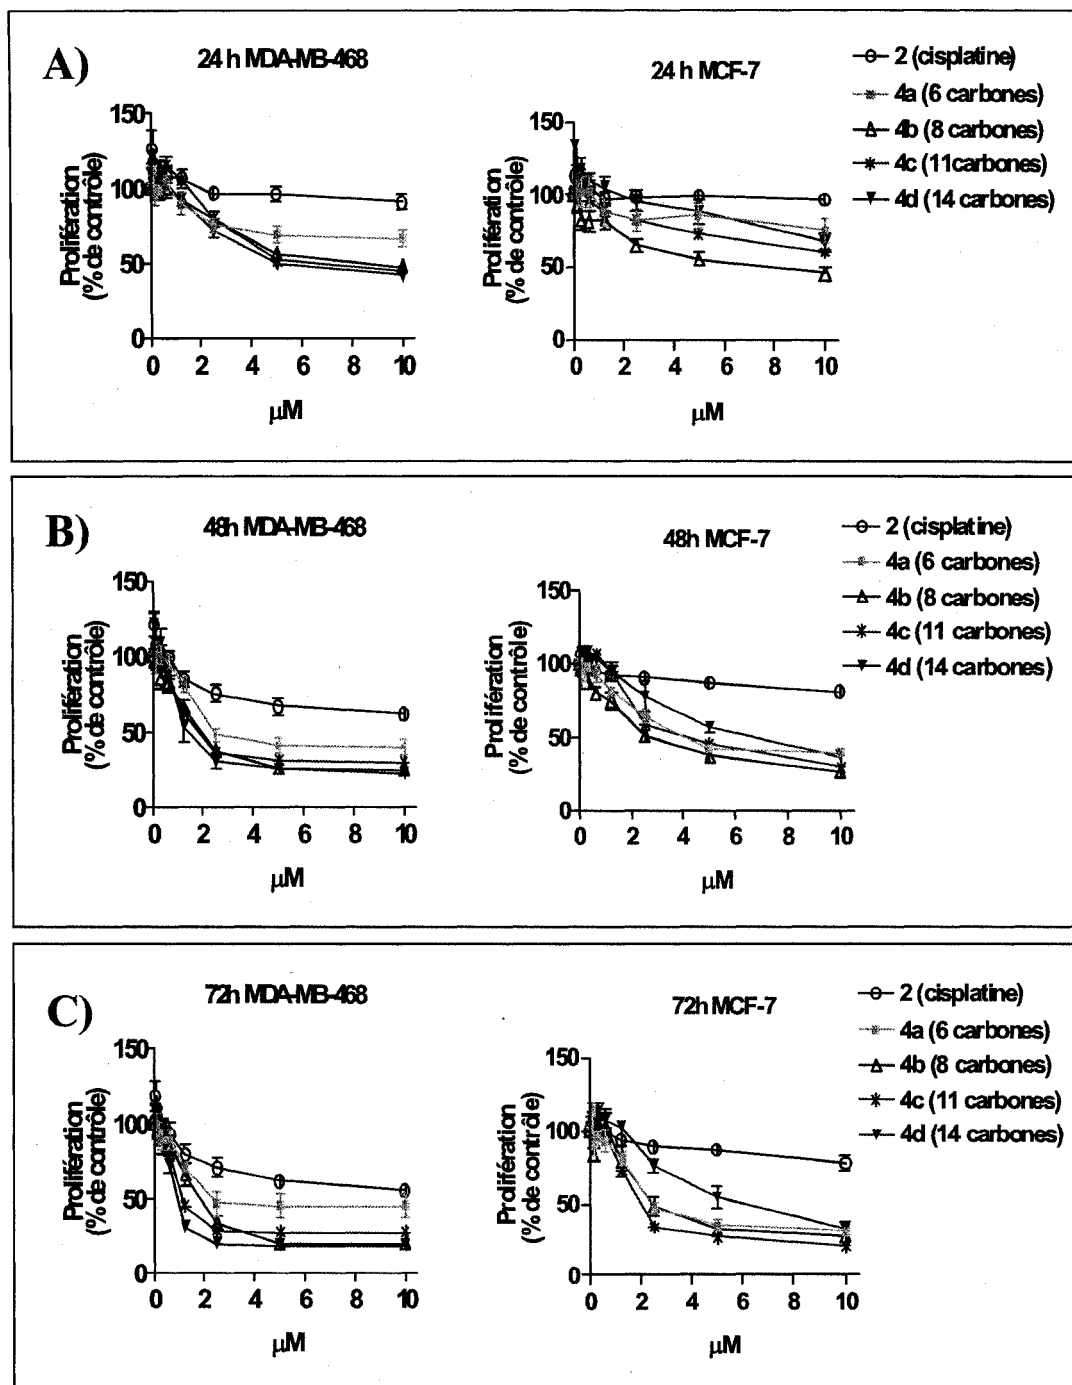 A)
24 h MDA-MB-468
24 h MCF-7
2 (cisplatine)
4a (6 carbones)
4b (8 carbones)
4c (11carbones)
4d (14 carbones)
Prolifération
(% de contrôle)
150
100
50
0
0 2 4 6 8 10
µM
Prolifération
(% de contrôle)
150
100
50
0
0 2 4 6 8 10
µM
B)
48h MDA-MB-468
48h MCF-7
2 (cisplatine)
4a (6 carbones)
4b (8 carbones)
4c (11 carbones)
4d (14 carbones)
Prolifération
(% de contrôle)
150
100
50
0
0 2 4 6 8 10
µM
Prolifération
(% de contrôle)
150
100
50
0
0 2 4 6 8 10
µM
C)
72h MDA-MB-468
72h MCF-7
2 (cisplatine)
4a (6 carbones)
4b (8 carbones)
4c (11 carbones)
4d (14 carbones)
Prolifération
(% de contrôle)
150
100
50
0
0 2 4 6 8 10
µM
Prolifération
(% de contrôle)
150
100
50
0
0 2 4 6 8 10
µM